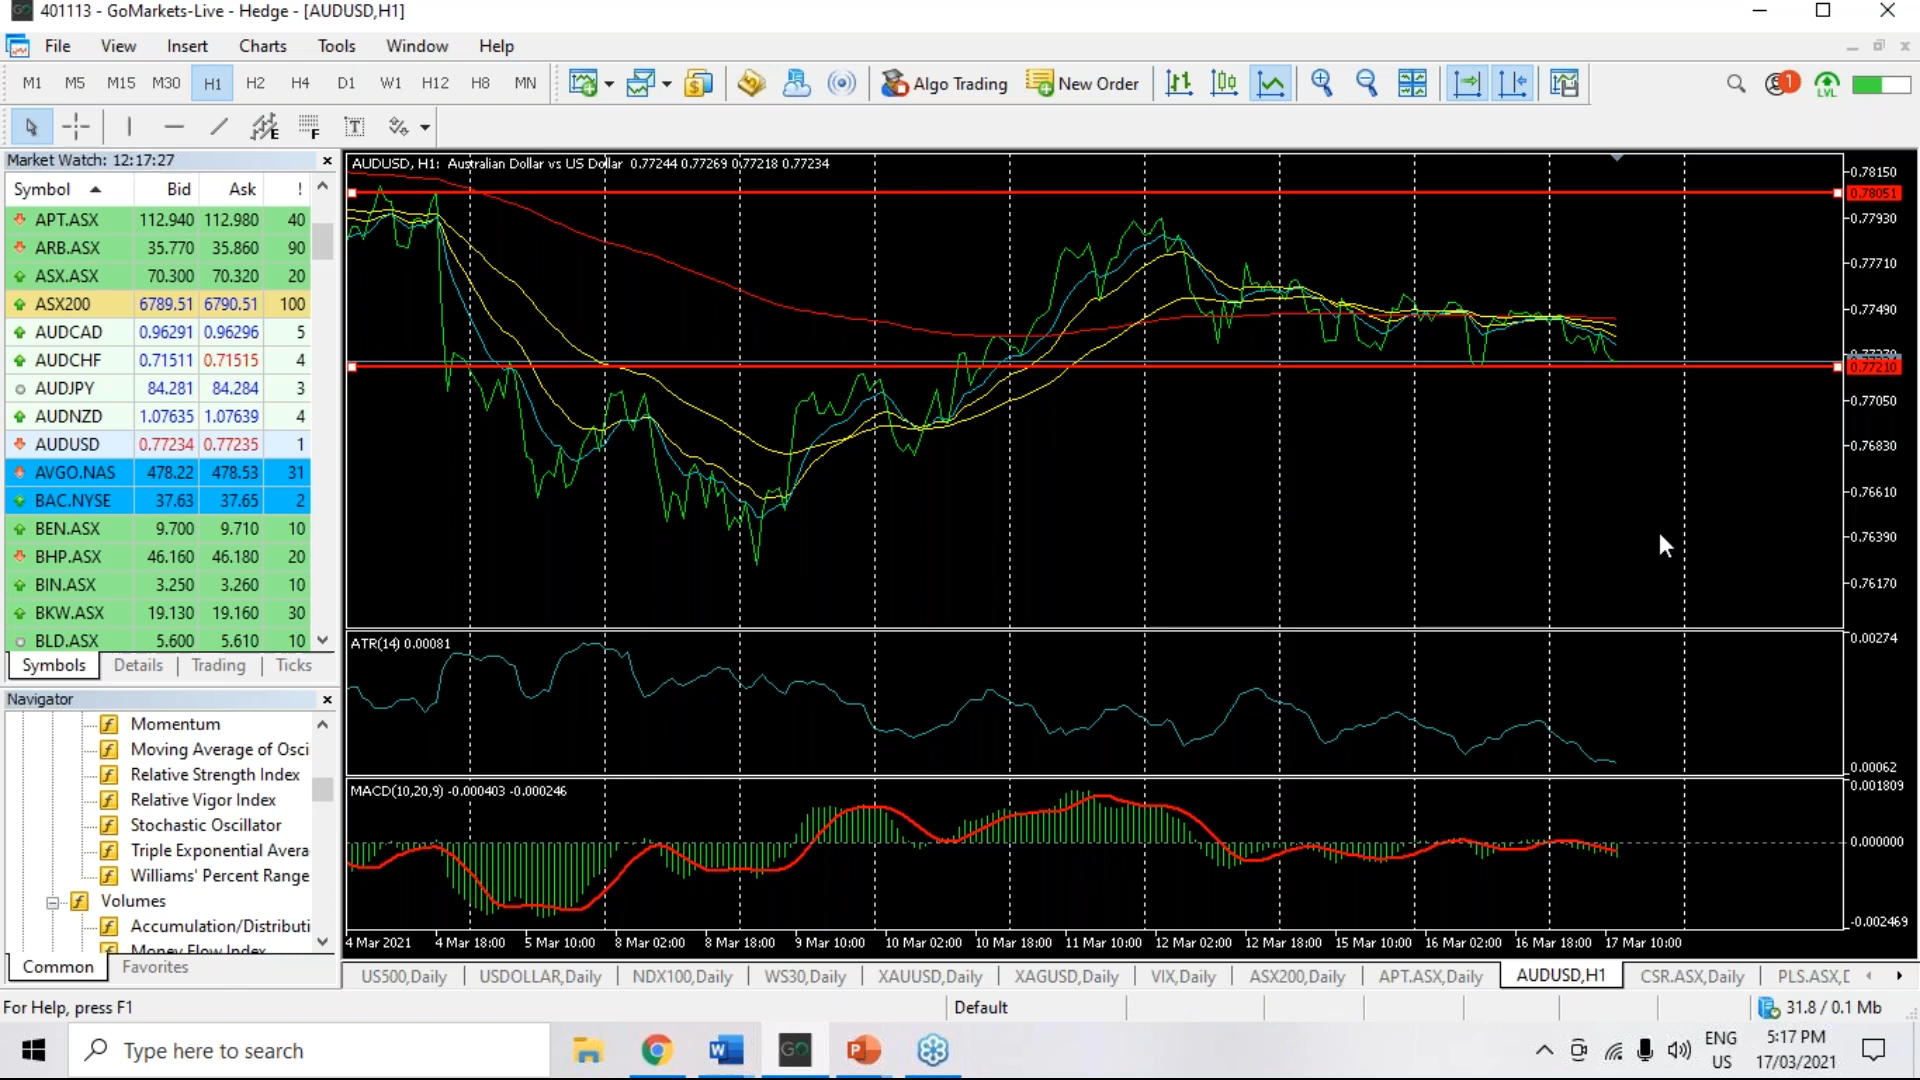 401113 - GoMarkets-Live - Hedge - [AUDUSD,H1]
File View Insert Charts Tools Window Help
M1 M5 M15 M30 H1 H2 H4 D1 W1 H12 H8 MN Algo Trading New Order 1 LVL
E F T
Market Watch: 12:17:27
Symbol Bid Ask !
APT.ASX 112.940 112.980 40
ARB.ASX 35.770 35.860 90
ASX.ASX 70.300 70.320 20
ASX200 6789.51 6790.51 100
AUDCAD 0.96291 0.96296 5
AUDCHF 0.71511 0.71515 4
AUDJPY 84.281 84.284 3
AUDNZD 1.07635 1.07639 4
AUDUSD 0.77234 0.77235 1
AVGO.NAS 478.22 478.53 31
BAC.NYSE 37.63 37.65 2
BEN.ASX 9.700 9.710 10
BHP.ASX 46.160 46.180 20
BIN.ASX 3.250 3.260 10
BKW.ASX 19.130 19.160 30
BLD.ASX 5.600 5.610 10
Symbols Details Trading Ticks
Navigator
Momentum
Moving Average of Osci
Relative Strength Index
Relative Vigor Index
Stochastic Oscillator
Triple Exponential Avera
Williams' Percent Range
Volumes
Accumulation/Distributi
Money Flow Index
Common Favorites
AUDUSD, H1: Australian Dollar vs US Dollar 0.77244 0.77269 0.77218 0.77234
0.78150
0.78051
0.77930
0.77710
0.77490
0.77210
0.77050
0.76830
0.76610
0.76390
0.76170
ATR(14) 0.00081
0.00274
0.00062
MACD(10,20,9) -0.000403 -0.000246
0.001809
0.000000
-0.002469
4 Mar 2021 4 Mar 18:00 5 Mar 10:00 8 Mar 02:00 8 Mar 18:00 9 Mar 10:00 10 Mar 02:00 10 Mar 18:00 11 Mar 10:00 12 Mar 02:00 12 Mar 18:00 15 Mar 10:00 16 Mar 02:00 16 Mar 18:00 17 Mar 10:00
US500,Daily USDOLLAR,Daily NDX100,Daily WS30,Daily XAUUSD,Daily XAGUSD,Daily VIX,Daily ASX200,Daily APT.ASX,Daily AUDUSD,H1 CSR.ASX,Daily PLS.ASX,D
For Help, press F1 Default 31.8 / 0.1 Mb
Type here to search
GO
ENG
US
5:17 PM
17/03/2021